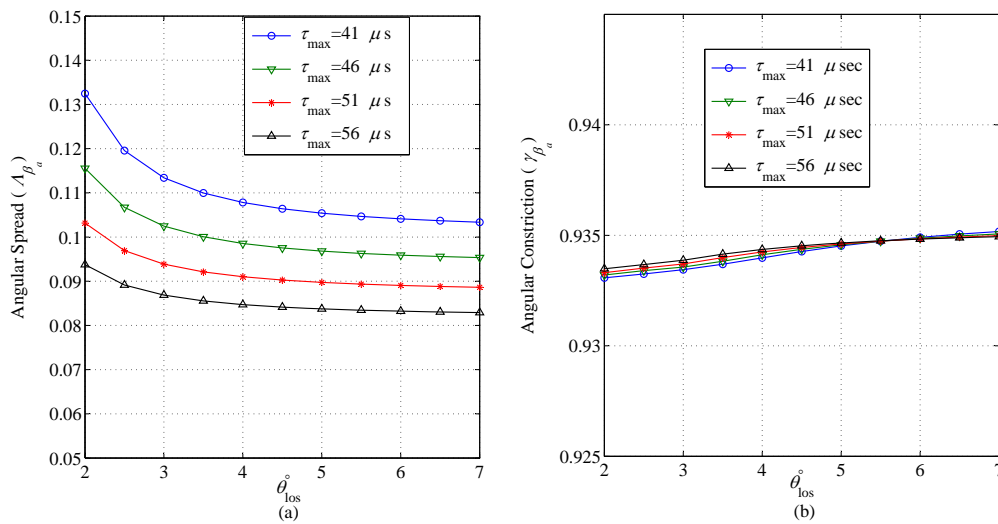 0.15
0.14
0.13
0.12
0.11
0.1
0.09
0.08
0.07
0.06
0.05
2 3 4 5 6 7
Angular Spread ( Λβa )
θ°los
(a)
τmax=41 μs
τmax=46 μs
τmax=51 μs
τmax=56 μs
0.94
0.935
0.93
0.925
2 3 4 5 6 7
Angular Constriction ( γβa )
θ°los
(b)
τmax=41 μsec
τmax=46 μsec
τmax=51 μsec
τmax=56 μsec